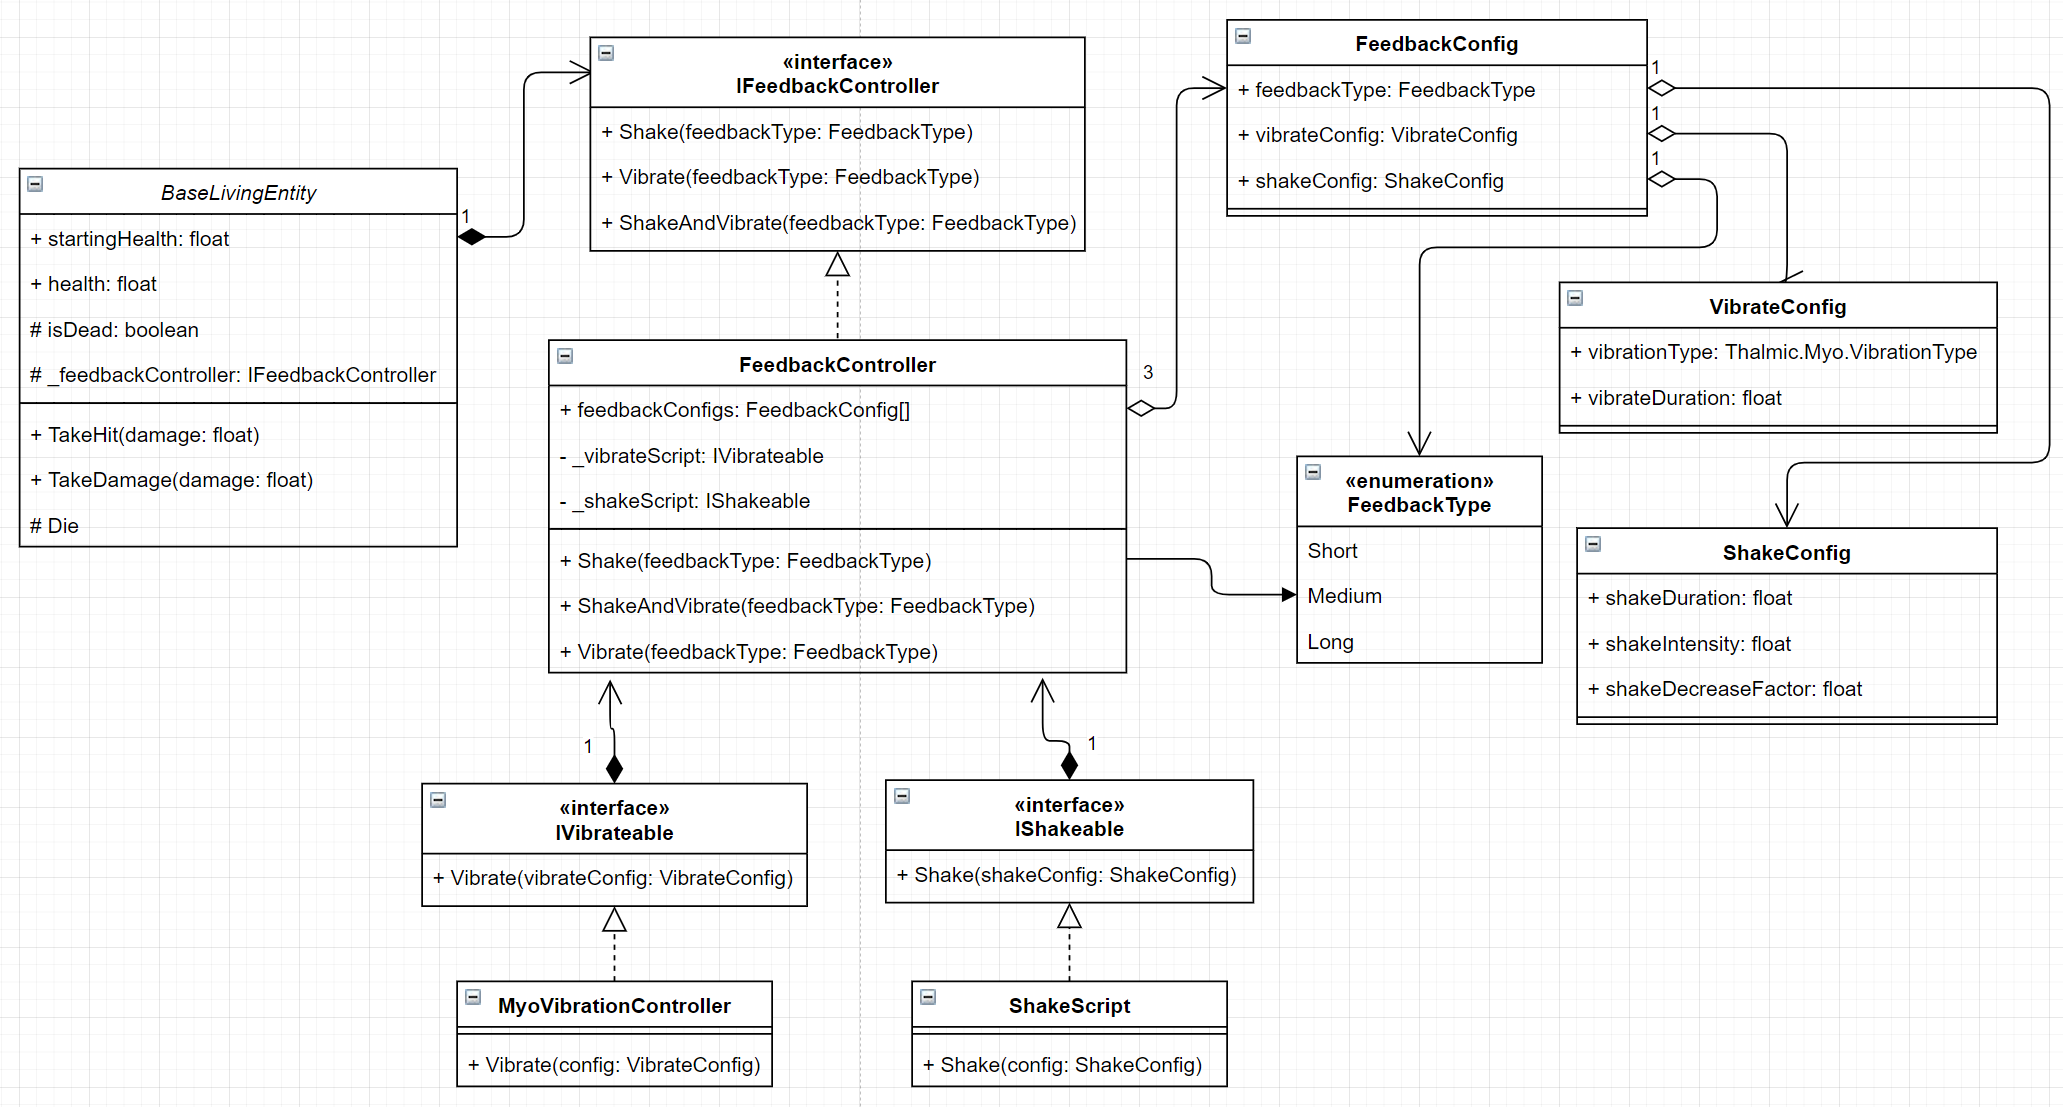 «interface»
IFeedbackController
+ Shake(feedbackType: FeedbackType)
+ Vibrate(feedbackType: FeedbackType)
+ ShakeAndVibrate(feedbackType: FeedbackType)
FeedbackConfig
+ feedbackType: FeedbackType
+ vibrateConfig: VibrateConfig
+ shakeConfig: ShakeConfig
1
1
1
BaseLivingEntity
+ startingHealth: float
+ health: float
# isDead: boolean
# _feedbackController: IFeedbackController
+ TakeHit(damage: float)
+ TakeDamage(damage: float)
# Die
1
VibrateConfig
+ vibrationType: Thalmic.Myo.VibrationType
+ vibrateDuration: float
FeedbackController
+ feedbackConfigs: FeedbackConfig[]
- _vibrateScript: IVibrateable
- _shakeScript: IShakeable
+ Shake(feedbackType: FeedbackType)
+ ShakeAndVibrate(feedbackType: FeedbackType)
+ Vibrate(feedbackType: FeedbackType)
3
«enumeration»
FeedbackType
Short
Medium
Long
ShakeConfig
+ shakeDuration: float
+ shakeIntensity: float
+ shakeDecreaseFactor: float
1
1
«interface»
IVibrateable
+ Vibrate(vibrateConfig: VibrateConfig)
«interface»
IShakeable
+ Shake(shakeConfig: ShakeConfig)
MyoVibrationController
+ Vibrate(config: VibrateConfig)
ShakeScript
+ Shake(config: ShakeConfig)